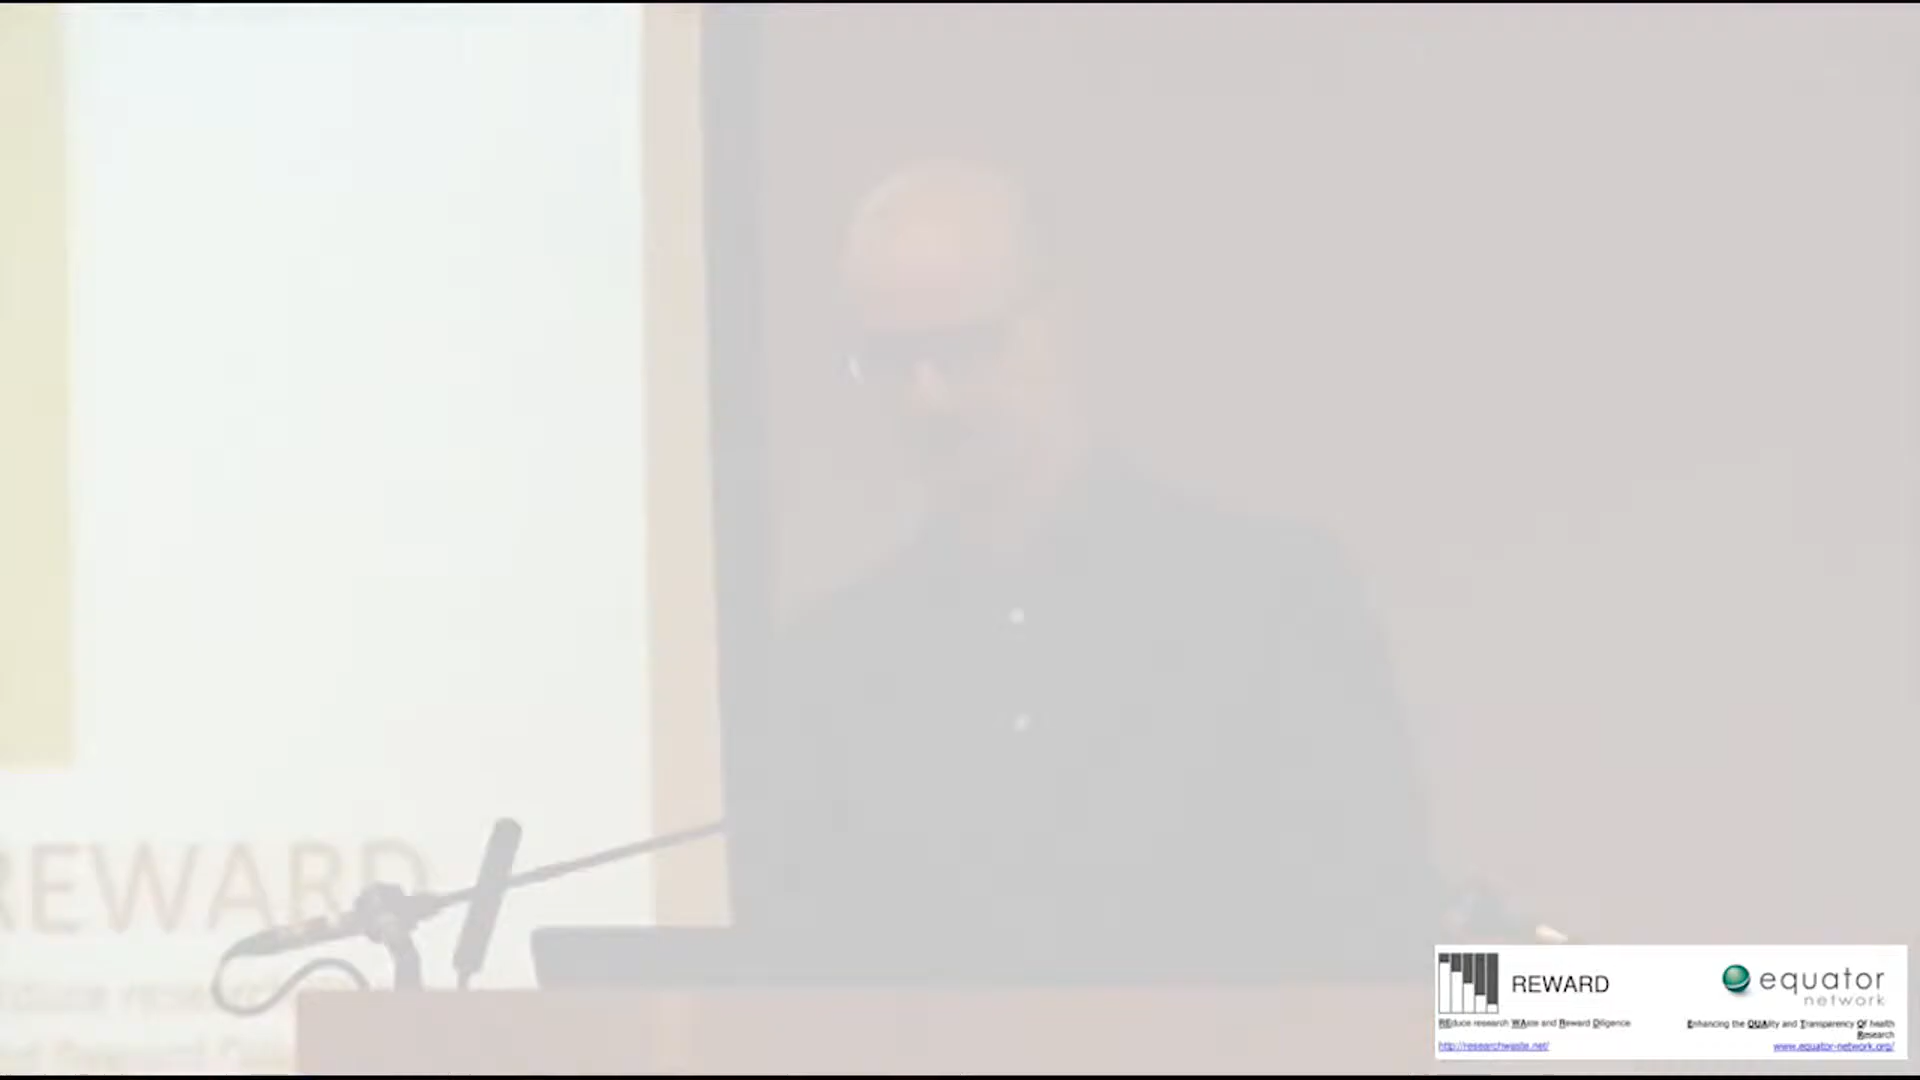 REWARD
REWARD
REduce research WAste and Reward Diligence
http://researchwaste.net/
equator
network
Enhancing the QUAlity and Transparency Of health
Research
www.equator-network.org/